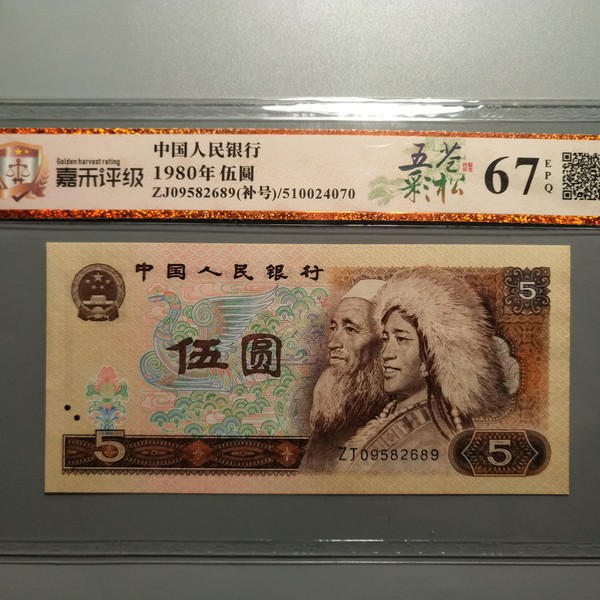 Golden harvest rating
嘉禾评级
中国人民银行
1980年 伍圆
ZJ09582689(补号)/510024070
五彩
苍松
67
EPQ
中国人民银行
伍圆
5
5
ZJ09582689
5